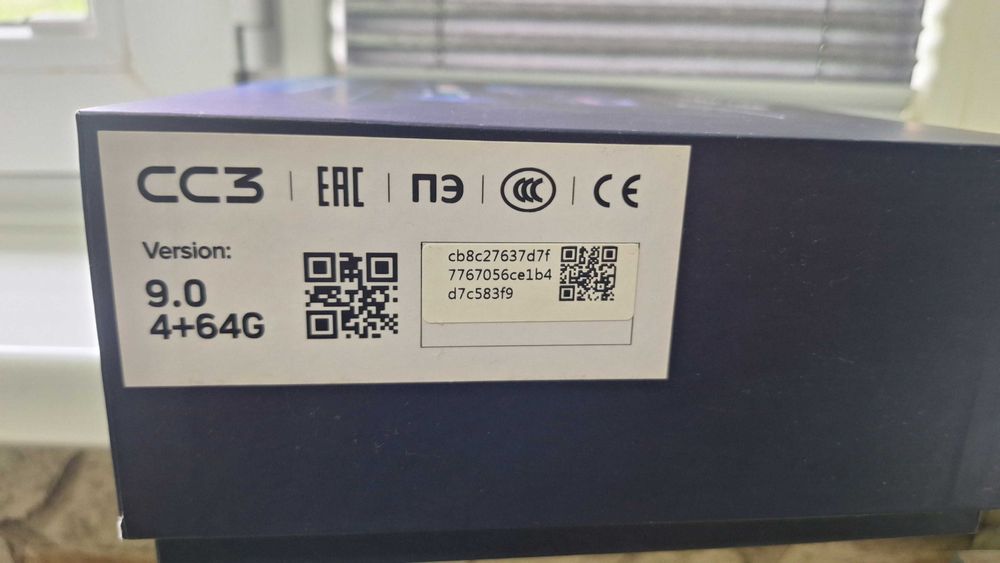 CC3 | EAC | ПЭ | CCC | CE
Version:
9.0
4+64G
cb8c27637d7f
7767056ce1b4
d7c583f9